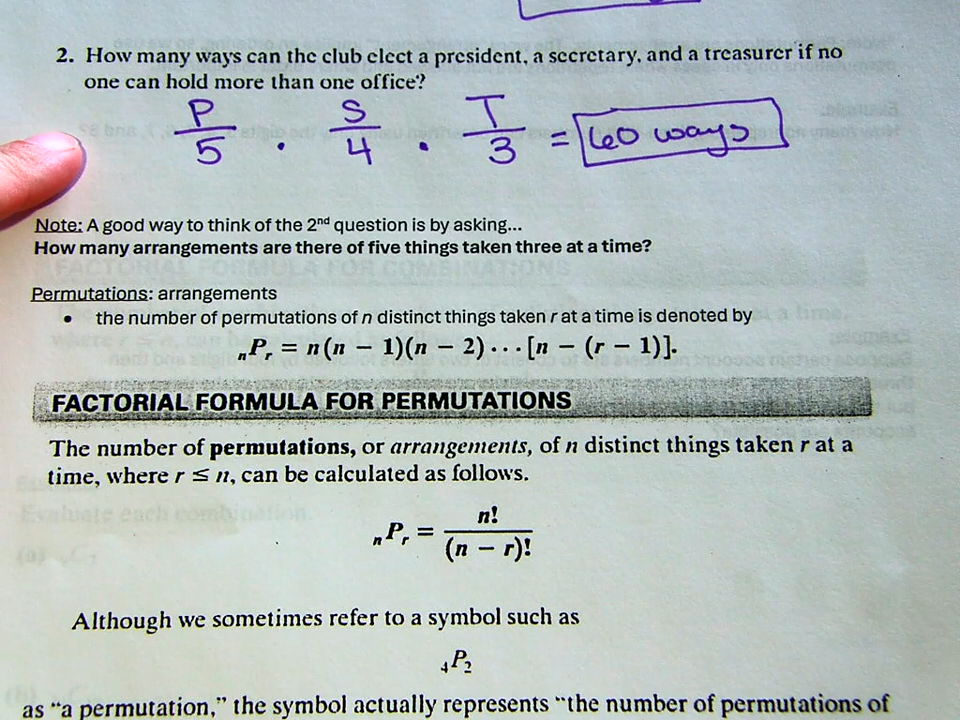 2. How many ways can the club elect a president, a secretary, and a treasurer if no
one can hold more than one office?
P S T
5 · 4 · 3 = 60 ways
Note: A good way to think of the 2nd question is by asking...
How many arrangements are there of five things taken three at a time?
Permutations: arrangements
• the number of permutations of n distinct things taken r at a time is denoted by
nPr = n(n − 1)(n − 2) · · · [n − (r − 1)].
FACTORIAL FORMULA FOR PERMUTATIONS
The number of permutations, or arrangements, of n distinct things taken r at a
time, where r ≤ n, can be calculated as follows.
nPr = n! / (n − r)!
Although we sometimes refer to a symbol such as
4P2
as “a permutation,” the symbol actually represents “the number of permutations of